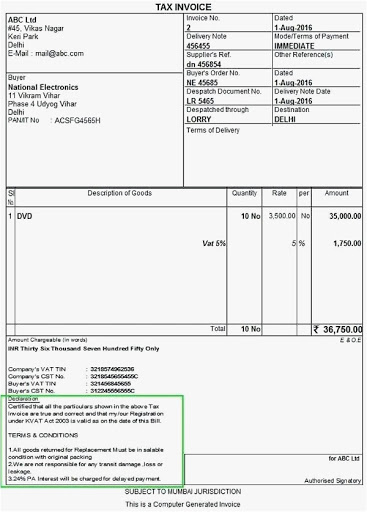 TAX INVOICE
ABC Ltd
#45, Vikas Nagar
Keri Park
Delhi
E-Mail : mail@abc.com
Invoice No.
2
Dated
1-Aug-2016
Delivery Note
456455
Mode/Terms of Payment
IMMEDIATE
Supplier's Ref.
dn 456854
Other Reference(s)
Buyer
National Electronics
11 Vikram Vihar
Phase 4 Udyog Vihar
Delhi
PAN/IT No : ACSFG4565H
Buyer's Order No.
NE 45685
Dated
1-Aug-2016
Despatch Document No.
LR 5465
Delivery Note Date
1-Aug-2016
Despatched through
LORRY
Destination
DELHI
Terms of Delivery
Sl No. Description of Goods Quantity Rate per Amount
1 DVD 10 No 3,500.00 No 35,000.00
Vat 5% 5 % 1,750.00
Total 10 No ₹ 36,750.00
Amount Chargeable (in words) E. & O.E
INR Thirty Six Thousand Seven Hundred Fifty Only
Company's VAT TIN :
Company's CST No. :
Buyer's VAT TIN :
Buyer's CST No. :
Declaration
Certified that all the particulars shown in the above Tax
Invoice are true and correct and that my/our Registration
under KVAT Act 2003 is valid as on the date of this Bill.
TERMS & CONDITIONS
1.All goods returned for Replacement Must be in salable
condition with original packing
2.We are not responsible for any transit damage ,loss or
leakage.
3.24% PA Interest will be charged for delayed payment.
for ABC Ltd
Authorised Signatory
SUBJECT TO MUMBAI JURISDICTION
This is a Computer Generated Invoice